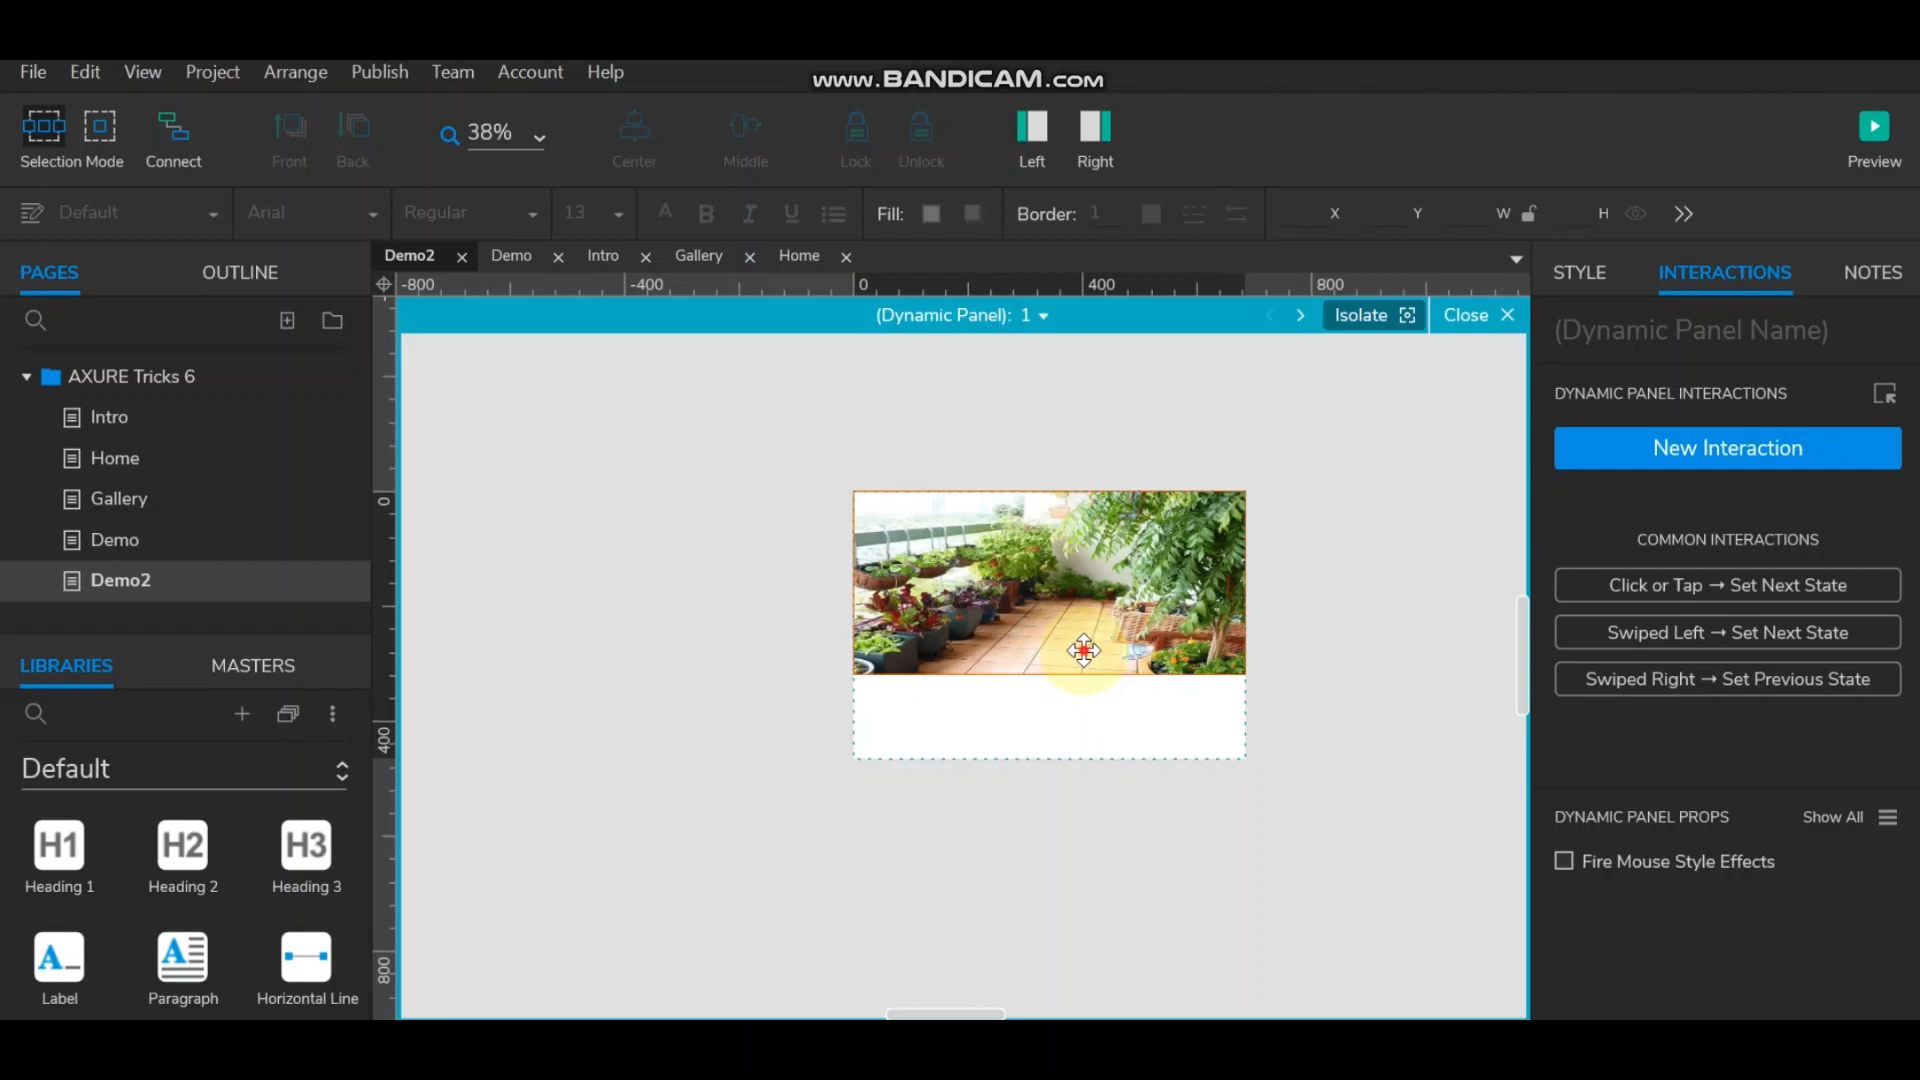 File Edit View Project Arrange Publish Team Account Help
www.BANDICAM.com
38%
Selection Mode Connect Front Back Center Middle Lock Unlock Left Right Preview
Default Arial Regular 13 A B I U Fill: Border: 1 X Y W H
PAGES OUTLINE
Demo2 Demo Intro Gallery Home
STYLE INTERACTIONS NOTES
-800 -400 0 400 800
(Dynamic Panel): 1 Isolate Close
(Dynamic Panel Name)
AXURE Tricks 6
Intro
Home
Gallery
Demo
Demo2
DYNAMIC PANEL INTERACTIONS
New Interaction
COMMON INTERACTIONS
Click or Tap → Set Next State
Swiped Left → Set Next State
Swiped Right → Set Previous State
0
400
800
LIBRARIES MASTERS
Default
H1 H2 H3
Heading 1 Heading 2 Heading 3
A_ A
Label Paragraph Horizontal Line
DYNAMIC PANEL PROPS Show All
Fire Mouse Style Effects